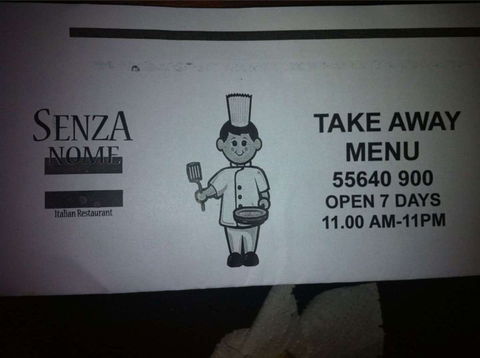 SENZA
NOME
Italian Restaurant
TAKE AWAY
MENU
55640 900
OPEN 7 DAYS
11.00 AM-11PM